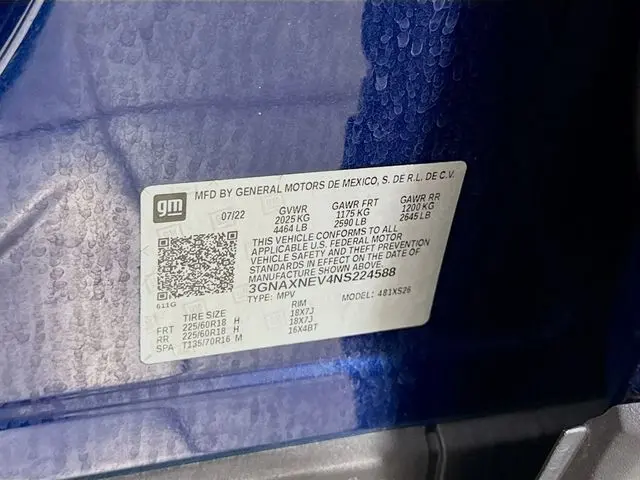 gm MFD BY GENERAL MOTORS DE MEXICO, S. DE R.L. DE C.V.
07/22 GVWR GAWR FRT GAWR RR
2025 KG 1175 KG 1200 KG
4464 LB 2590 LB 2645 LB
THIS VEHICLE CONFORMS TO ALL
APPLICABLE U.S. FEDERAL MOTOR
VEHICLE SAFETY AND THEFT PREVENTION
STANDARDS IN EFFECT ON THE DATE OF
MANUFACTURE SHOWN ABOVE.
3GNAXNEV4NS224588
611G TYPE: MPV MODEL: 481XS26
TIRE SIZE RIM
FRT 225/60R18 H 18X7J
RR 225/60R18 H 18X7J
SPA T135/70R16 M 16X4BT